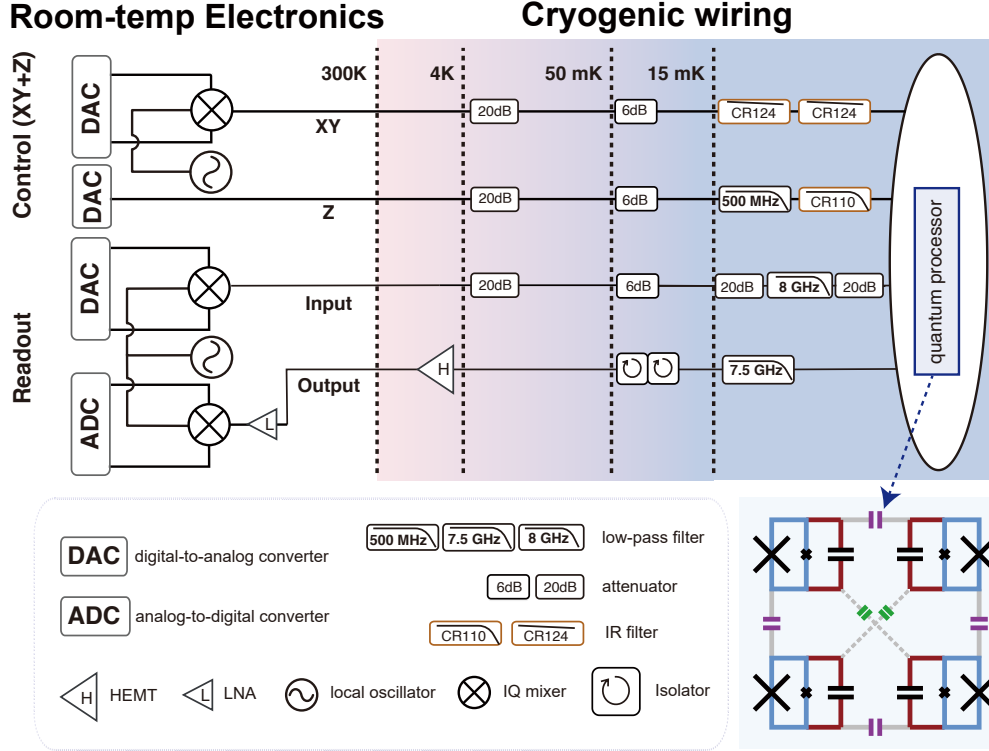 Room-temp Electronics
Cryogenic wiring
Control (XY+Z)
Readout
300K
4K
50 mK
15 mK
DAC
XY
20dB
6dB
CR124
CR124
DAC
Z
20dB
6dB
500 MHz
CR110
DAC
Input
20dB
6dB
20dB
8 GHz
20dB
ADC
L
Output
H
7.5 GHz
quantum processor
DAC
digital-to-analog converter
500 MHz
7.5 GHz
8 GHz
low-pass filter
6dB
20dB
attenuator
ADC
analog-to-digital converter
CR110
CR124
IR filter
H
HEMT
L
LNA
local oscillator
IQ mixer
Isolator